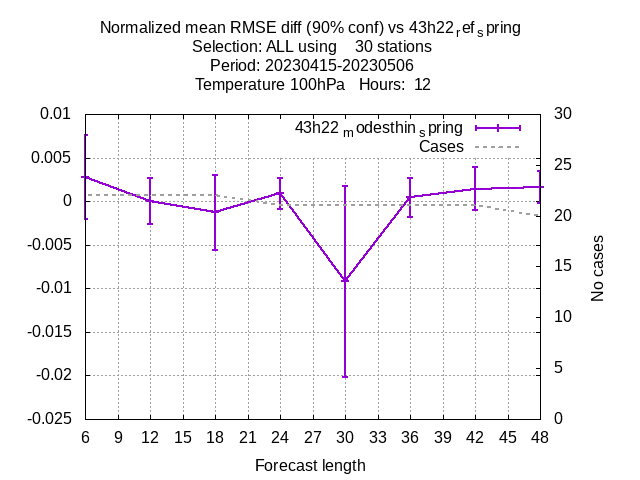 Normalized mean RMSE diff (90% conf) vs 43h22refspring
Selection: ALL using 30 stations
Period: 20230415-20230506
Temperature 100hPa Hours: 12
43h22modesthinspring
Cases
0.01
0.005
0
-0.005
-0.01
-0.015
-0.02
-0.025
30
25
20
15
10
5
0
No cases
6 9 12 15 18 21 24 27 30 33 36 39 42 45 48
Forecast length